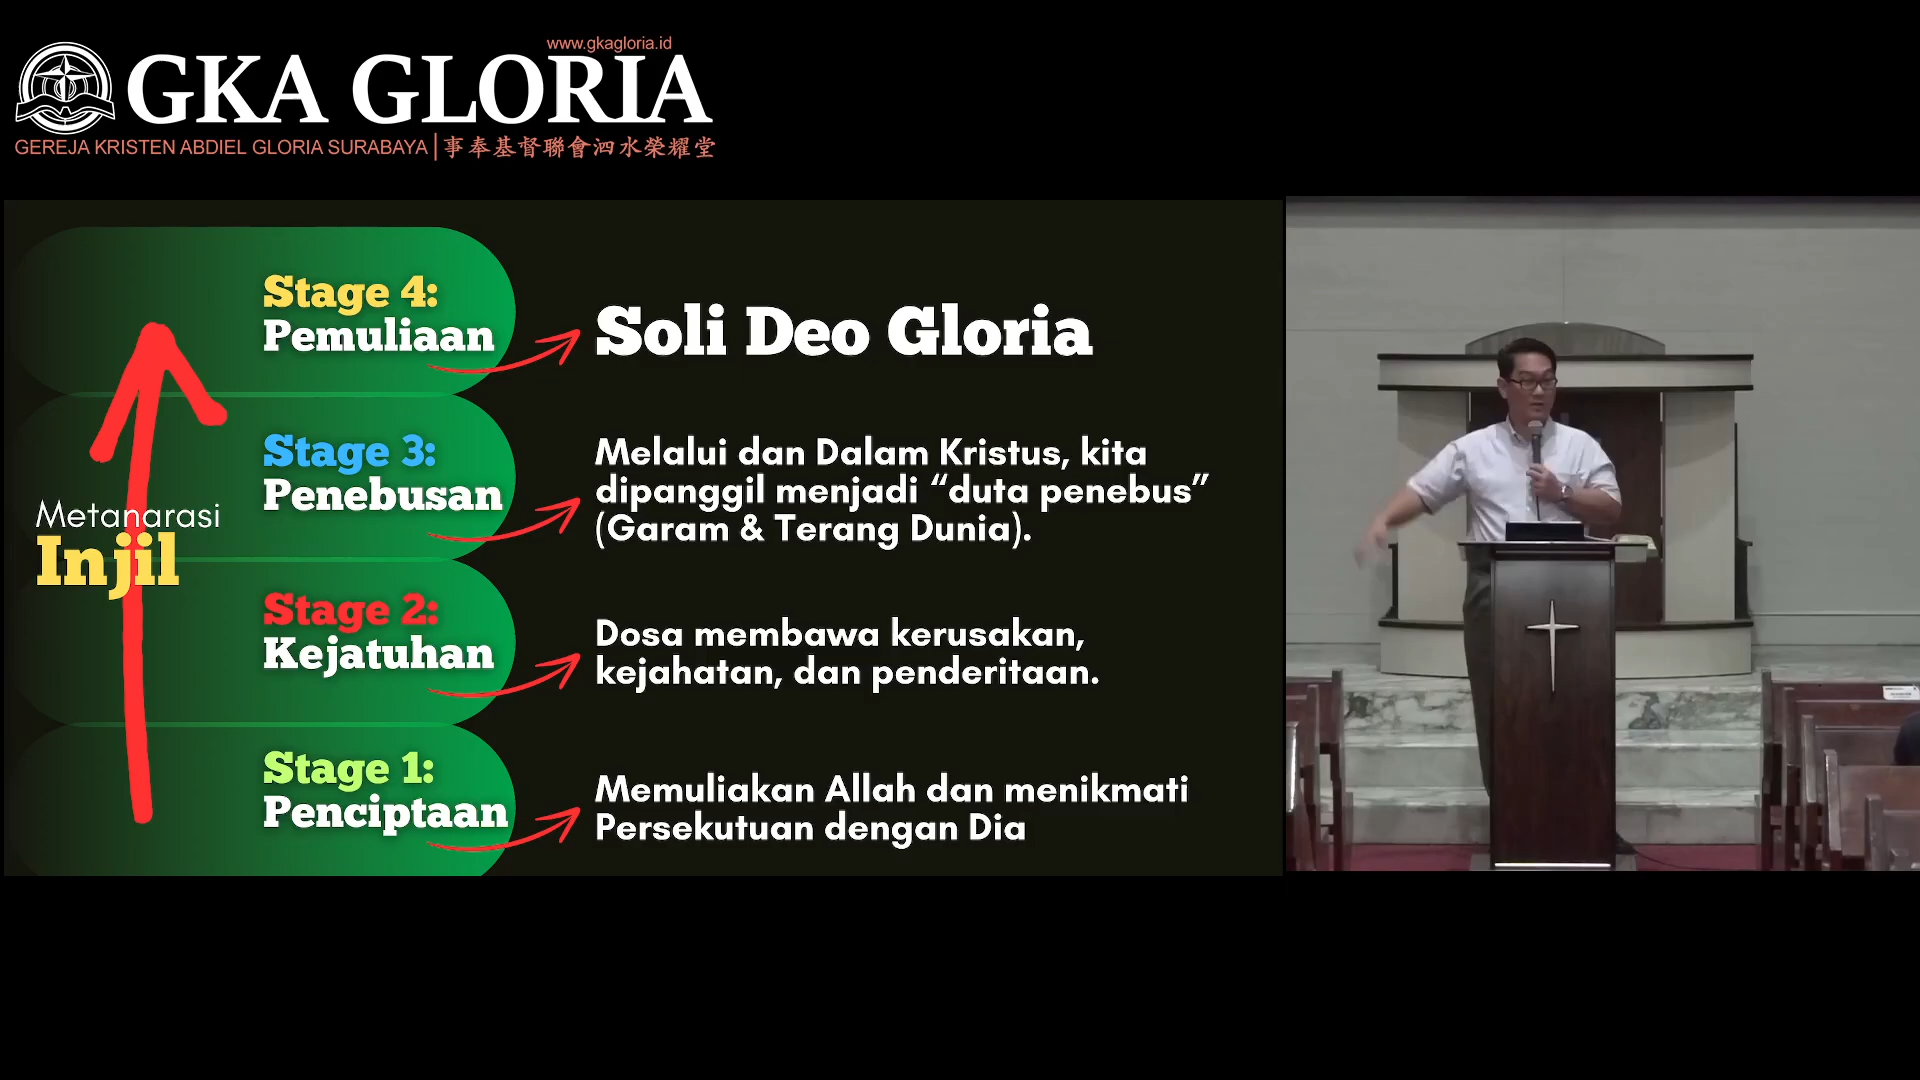 www.gkagloria.id
GKA GLORIA
GEREJA KRISTEN ABDIEL GLORIA SURABAYA | 事奉基督聯會泗水榮耀堂
Stage 4:
Pemuliaan
Soli Deo Gloria
Stage 3:
Penebusan
Melalui dan Dalam Kristus, kita
dipanggil menjadi “duta penebus”
(Garam & Terang Dunia).
Metanarasi
Injil
Stage 2:
Kejatuhan
Dosa membawa kerusakan,
kejahatan, dan penderitaan.
Stage 1:
Penciptaan
Memuliakan Allah dan menikmati
Persekutuan dengan Dia